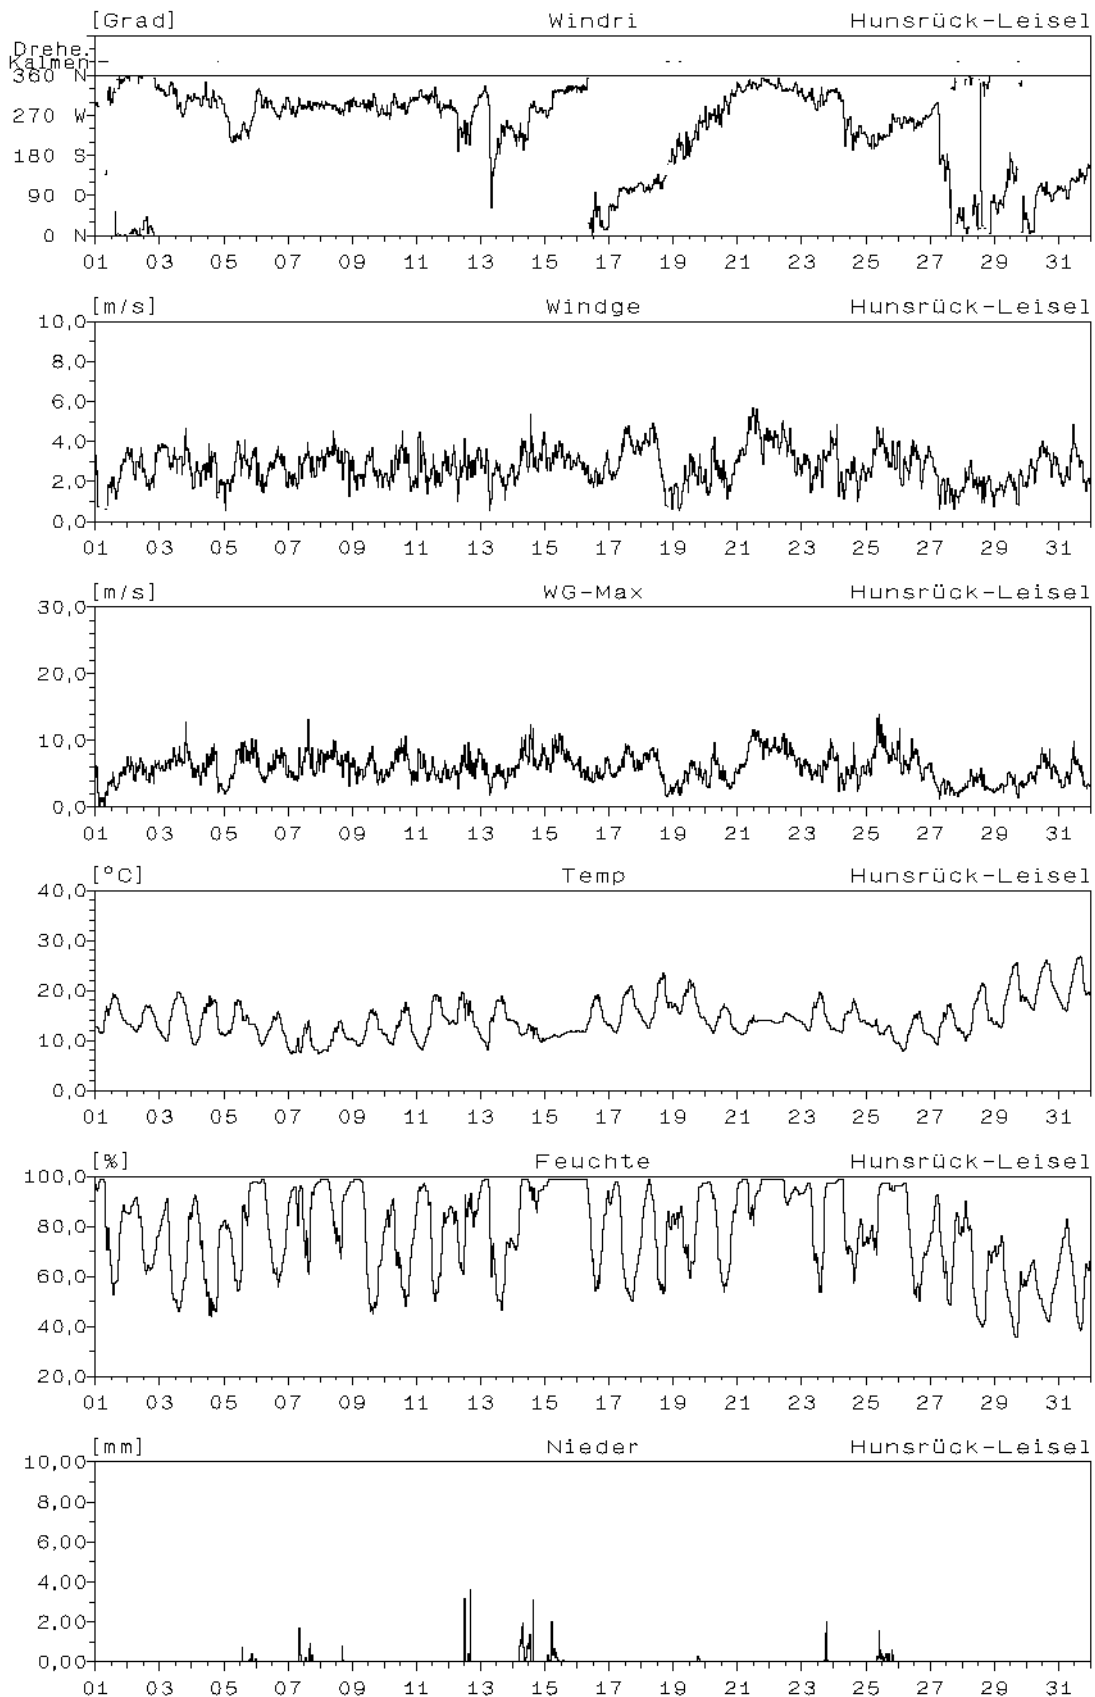 [Grad] Windri Hunsrück-Leisel
Drehe.
Kalmen
360 N
270 W
180 S
90 O
0 N
01 03 05 07 09 11 13 15 17 19 21 23 25 27 29 31
[m/s] Windge Hunsrück-Leisel
10,0
8,0
6,0
4,0
2,0
0,0
01 03 05 07 09 11 13 15 17 19 21 23 25 27 29 31
[m/s] WG-Max Hunsrück-Leisel
30,0
20,0
10,0
0,0
01 03 05 07 09 11 13 15 17 19 21 23 25 27 29 31
[°C] Temp Hunsrück-Leisel
40,0
30,0
20,0
10,0
0,0
01 03 05 07 09 11 13 15 17 19 21 23 25 27 29 31
[%] Feuchte Hunsrück-Leisel
100,0
80,0
60,0
40,0
20,0
01 03 05 07 09 11 13 15 17 19 21 23 25 27 29 31
[mm] Nieder Hunsrück-Leisel
10,00
8,00
6,00
4,00
2,00
0,00
01 03 05 07 09 11 13 15 17 19 21 23 25 27 29 31